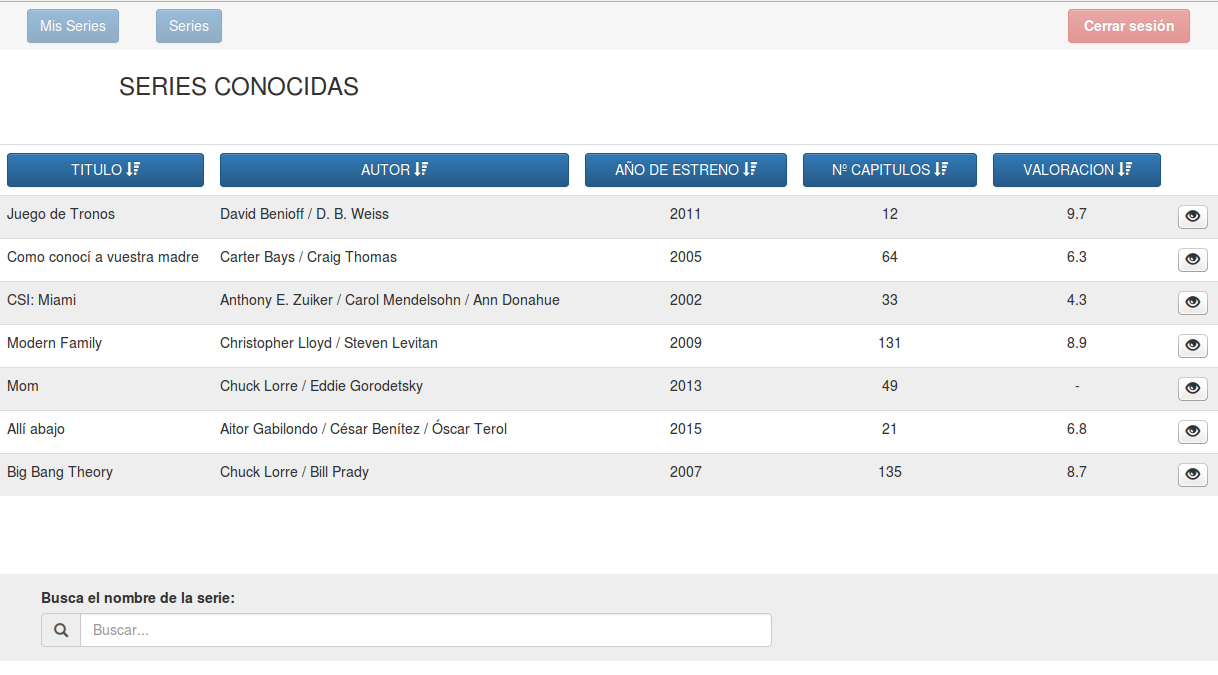 Mis Series Series Cerrar sesión
SERIES CONOCIDAS
TITULO AUTOR AÑO DE ESTRENO Nº CAPITULOS VALORACION
Juego de Tronos David Benioff / D. B. Weiss 2011 12 9.7
Como conocí a vuestra madre Carter Bays / Craig Thomas 2005 64 6.3
CSI: Miami Anthony E. Zuiker / Carol Mendelsohn / Ann Donahue 2002 33 4.3
Modern Family Christopher Lloyd / Steven Levitan 2009 131 8.9
Mom Chuck Lorre / Eddie Gorodetsky 2013 49 -
Allí abajo Aitor Gabilondo / César Benítez / Óscar Terol 2015 21 6.8
Big Bang Theory Chuck Lorre / Bill Prady 2007 135 8.7
Busca el nombre de la serie:
Buscar...